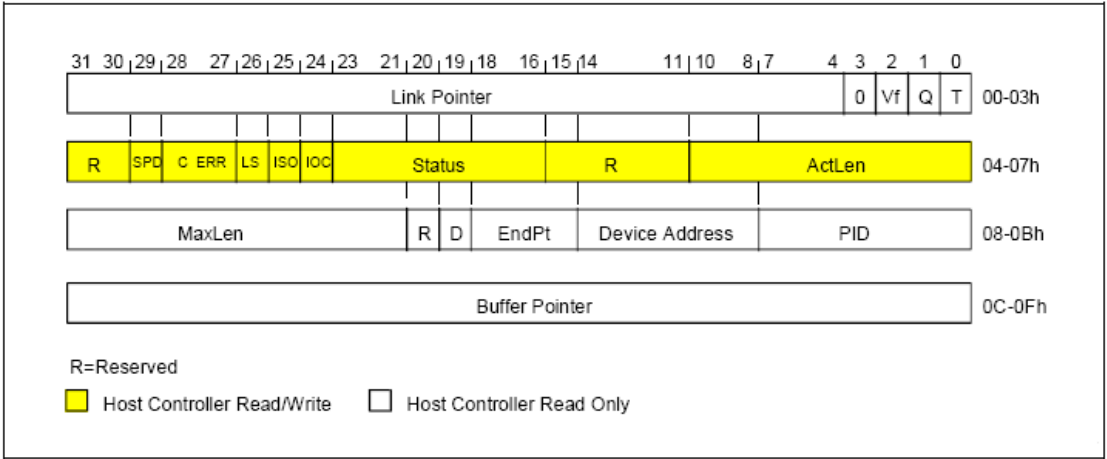 31 30 29 28 27 26 25 24 23 21 20 19 18 16 15 14 11 10 8 7 4 3 2 1 0
Link Pointer 0 Vf Q T 00-03h
R SPD C ERR LS ISO IOC Status R ActLen 04-07h
MaxLen R D EndPt Device Address PID 08-0Bh
Buffer Pointer 0C-0Fh
R=Reserved
Host Controller Read/Write Host Controller Read Only